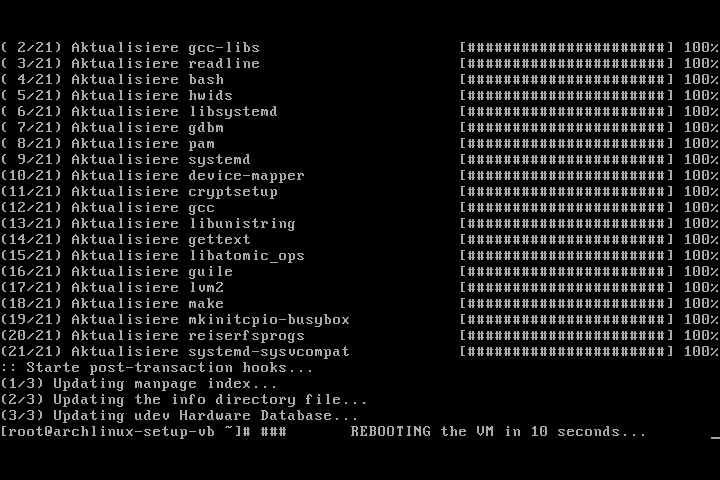 ( 2/21) Aktualisiere gcc-libs [######################] 100%
( 3/21) Aktualisiere readline [######################] 100%
( 4/21) Aktualisiere bash [######################] 100%
( 5/21) Aktualisiere hwids [######################] 100%
( 6/21) Aktualisiere libsystemd [######################] 100%
( 7/21) Aktualisiere gdbm [######################] 100%
( 8/21) Aktualisiere pam [######################] 100%
( 9/21) Aktualisiere systemd [######################] 100%
(10/21) Aktualisiere device-mapper [######################] 100%
(11/21) Aktualisiere cryptsetup [######################] 100%
(12/21) Aktualisiere gcc [######################] 100%
(13/21) Aktualisiere libunistring [######################] 100%
(14/21) Aktualisiere gettext [######################] 100%
(15/21) Aktualisiere libatomic_ops [######################] 100%
(16/21) Aktualisiere guile [######################] 100%
(17/21) Aktualisiere lvm2 [######################] 100%
(18/21) Aktualisiere make [######################] 100%
(19/21) Aktualisiere mkinitcpio-busybox [######################] 100%
(20/21) Aktualisiere reiserfsprogs [######################] 100%
(21/21) Aktualisiere systemd-sysvcompat [######################] 100%
:: Starte post-transaction hooks...
(1/3) Updating manpage index...
(2/3) Updating the info directory file...
(3/3) Updating udev Hardware Database...
[root@archlinux-setup-vb ~]# ### REBOOTING the VM in 10 seconds... _